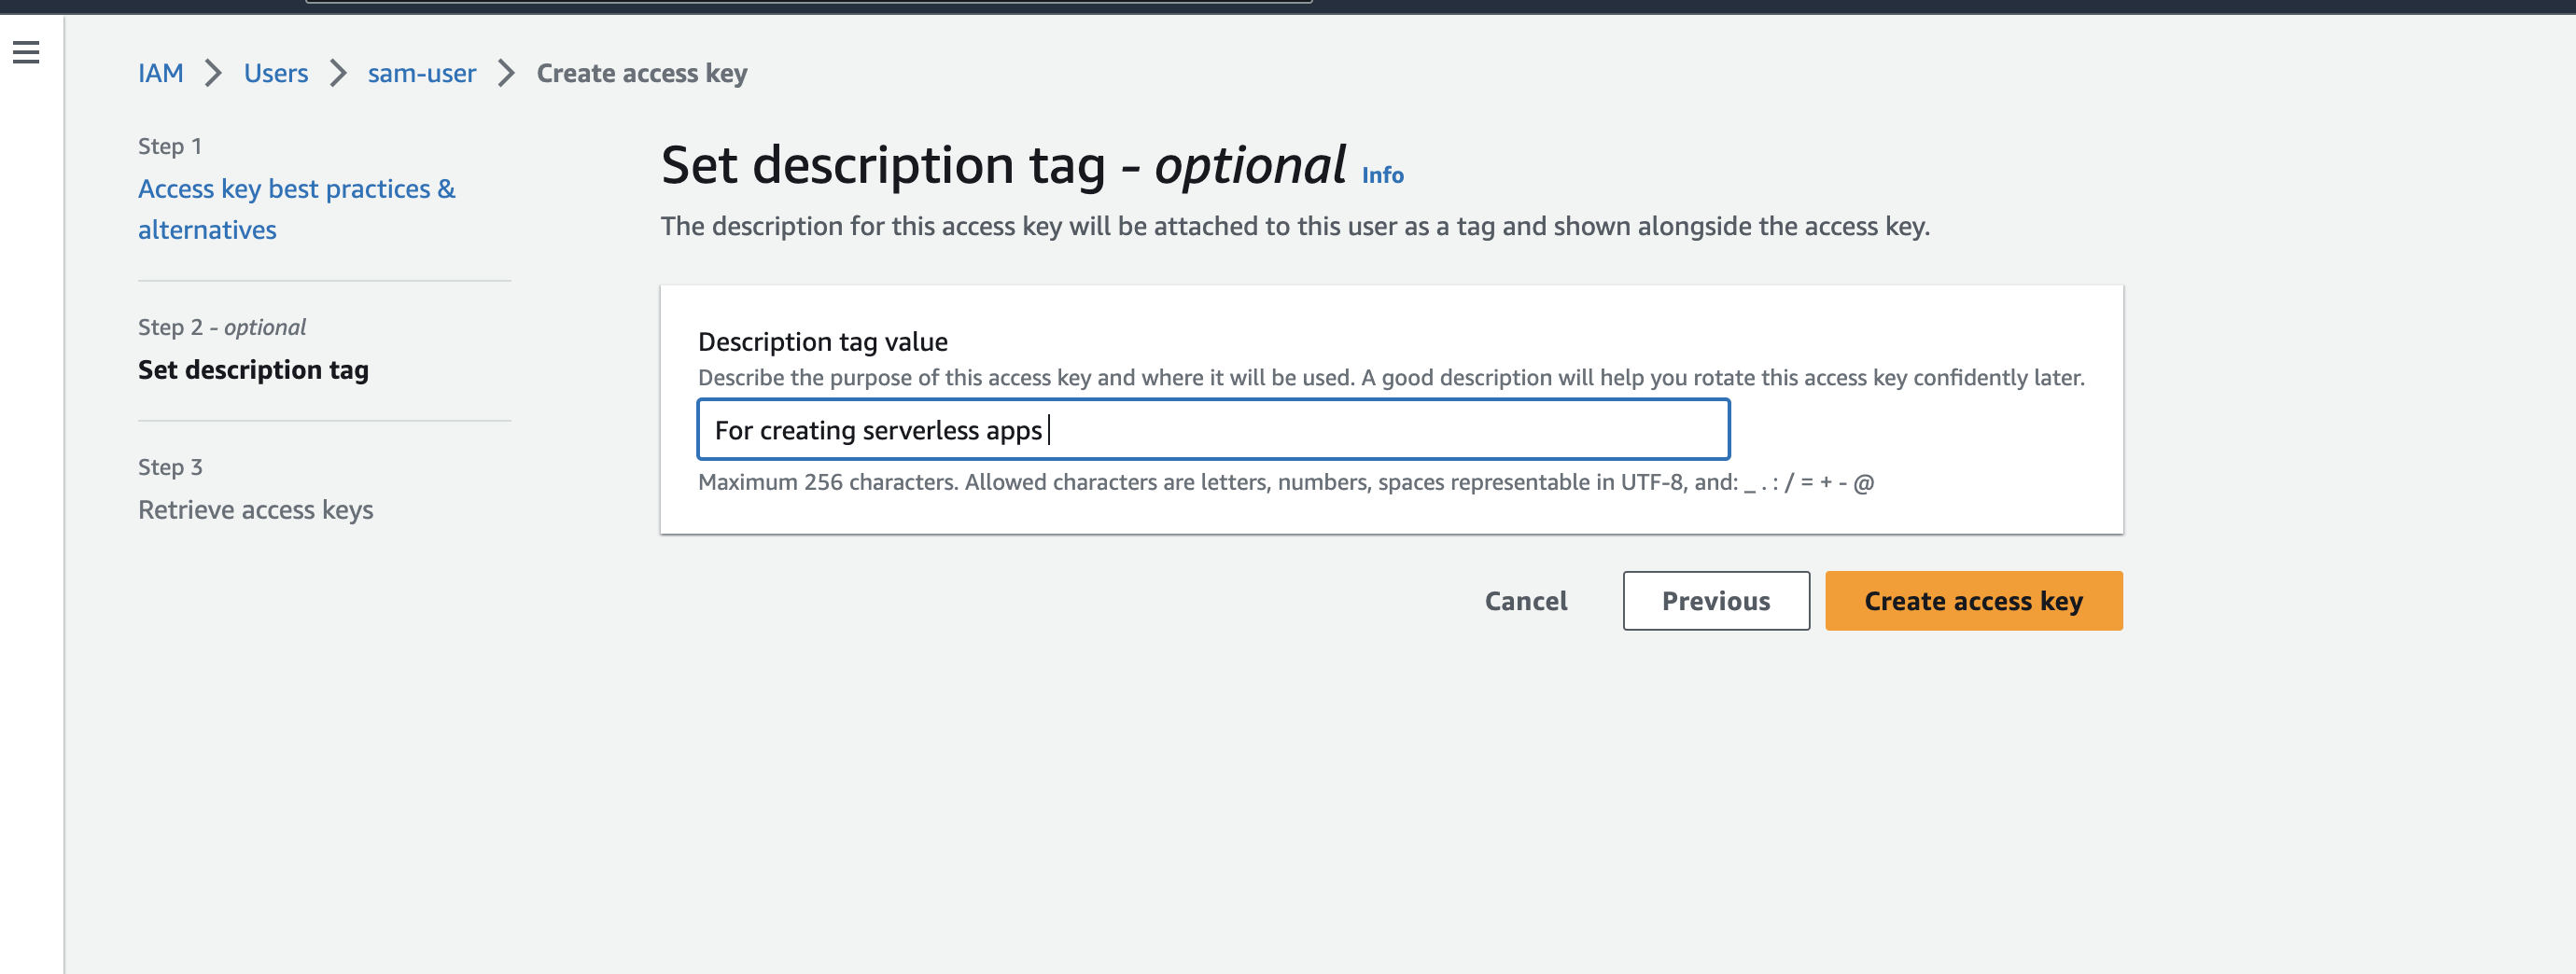 IAM > Users > sam-user > Create access key
Step 1
Access key best practices &
alternatives
Step 2 - optional
Set description tag
Step 3
Retrieve access keys
Set description tag - optional Info
The description for this access key will be attached to this user as a tag and shown alongside the access key.
Description tag value
Describe the purpose of this access key and where it will be used. A good description will help you rotate this access key confidently later.
For creating serverless apps
Maximum 256 characters. Allowed characters are letters, numbers, spaces representable in UTF-8, and: _ . : / = + - @
Cancel
Previous
Create access key